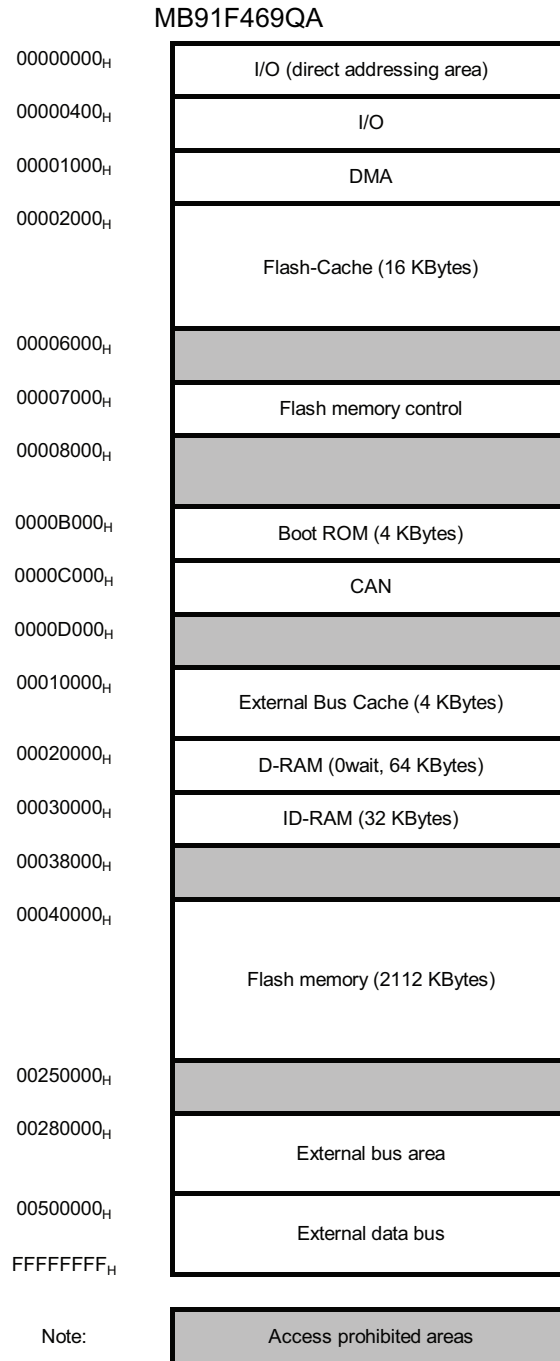 MB91F469QA
00000000H
I/O (direct addressing area)
00000400H
I/O
00001000H
DMA
00002000H
Flash-Cache (16 KBytes)
00006000H
00007000H
Flash memory control
00008000H
0000B000H
Boot ROM (4 KBytes)
0000C000H
CAN
0000D000H
00010000H
External Bus Cache (4 KBytes)
00020000H
D-RAM (0wait, 64 KBytes)
00030000H
ID-RAM (32 KBytes)
00038000H
00040000H
Flash memory (2112 KBytes)
00250000H
00280000H
External bus area
00500000H
External data bus
FFFFFFFFH
Note:
Access prohibited areas